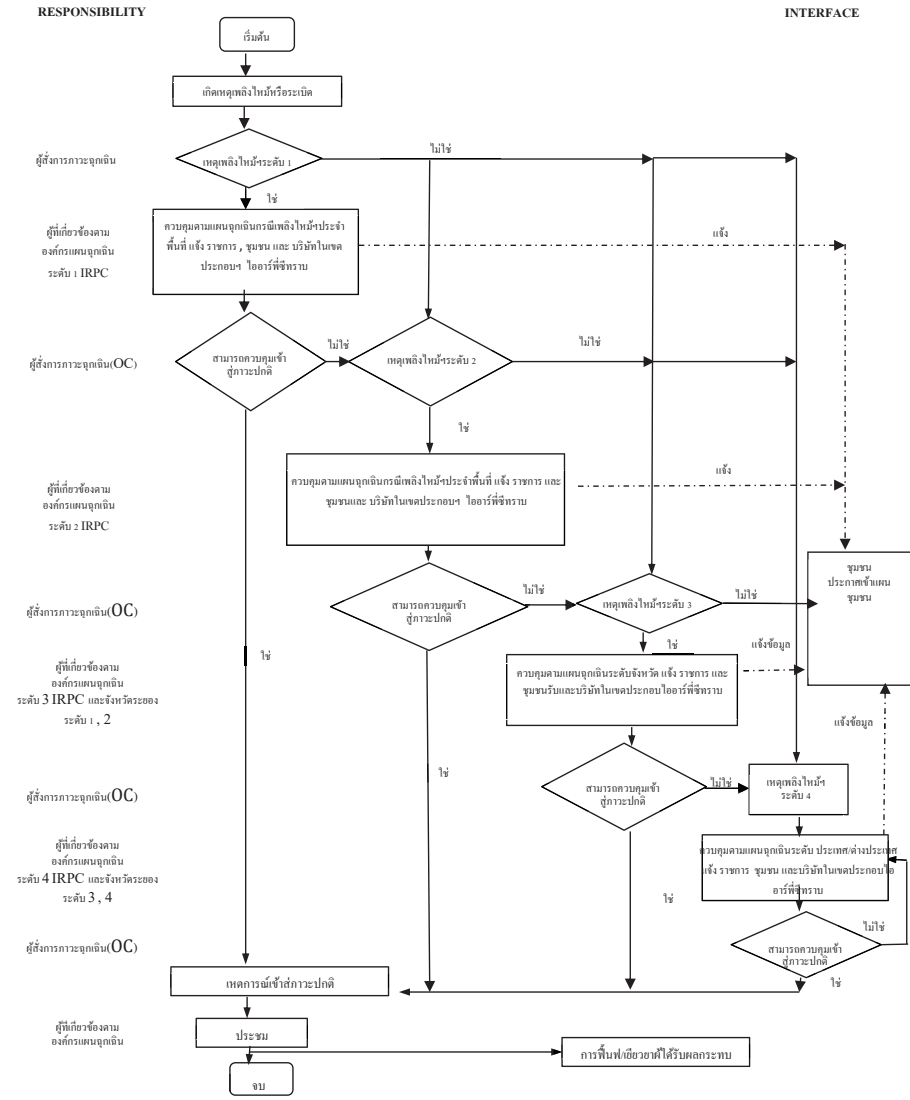 RESPONSIBILITY
INTERFACE
เริ่มต้น
เกิดเหตุเพลิงไหม้หรือระเบิด
ผู้สั่งการภาวะฉุกเฉิน
เหตุเพลิงไหม้ฯระดับ 1
ไม่ใช่
ใช่
ผู้ที่เกี่ยวข้องตาม
องค์กรแผนฉุกเฉิน
ระดับ 1 IRPC
ควบคุมตามแผนฉุกเฉินกรณีเพลิงไหม้ฯประจำ
พื้นที่ แจ้ง ราชการ , ชุมชน และ บริษัทในเขต
ประกอบฯ ไออาร์พีซีทราบ
แจ้ง
ผู้สั่งการภาวะฉุกเฉิน(OC)
สามารถควบคุมเข้า
สู่ภาวะปกติ
ไม่ใช่
เหตุเพลิงไหม้ฯระดับ 2
ไม่ใช่
ใช่
ผู้ที่เกี่ยวข้องตาม
องค์กรแผนฉุกเฉิน
ระดับ 2 IRPC
ควบคุมตามแผนฉุกเฉินกรณีเพลิงไหม้ฯประจำพื้นที่ แจ้ง ราชการ และ
ชุมชนและ บริษัทในเขตประกอบฯ ไออาร์พีซีทราบ
แจ้ง
ชุมชน
ประกาศเข้าแผน
ชุมชน
ผู้สั่งการภาวะฉุกเฉิน(OC)
สามารถควบคุมเข้า
สู่ภาวะปกติ
ไม่ใช่
เหตุเพลิงไหม้ฯระดับ 3
ไม่ใช่
ใช่
ใช่
แจ้งข้อมูล
ผู้ที่เกี่ยวข้องตาม
องค์กรแผนฉุกเฉิน
ระดับ 3 IRPC และจังหวัดระยอง
ระดับ 1 , 2
ควบคุมตามแผนฉุกเฉินระดับจังหวัด แจ้ง ราชการ และ
ชุมชนรับและบริษัทในเขตประกอบไออาร์พีซีทราบ
แจ้งข้อมูล
ผู้สั่งการภาวะฉุกเฉิน(OC)
ใช่
สามารถควบคุมเข้า
สู่ภาวะปกติ
ไม่ใช่
เหตุเพลิงไหม้ฯ
ระดับ 4
ผู้ที่เกี่ยวข้องตาม
องค์กรแผนฉุกเฉิน
ระดับ 4 IRPC และจังหวัดระยอง
ระดับ 3 , 4
ควบคุมตามแผนฉุกเฉินระดับ ประเทศ/ต่างประเทศ
แจ้ง ราชการ ชุมชน และบริษัทในเขตประกอบไอ
อาร์พีซีทราบ
ใช่
ไม่ใช่
ผู้สั่งการภาวะฉุกเฉิน(OC)
สามารถควบคุมเข้า
สู่ภาวะปกติ
ใช่
เหตุการณ์เข้าสู่ภาวะปกติ
ผู้ที่เกี่ยวข้องตาม
องค์กรแผนฉุกเฉิน
ประชุม
การฟื้นฟู/เยียวยาผู้ได้รับผลกระทบ
จบ